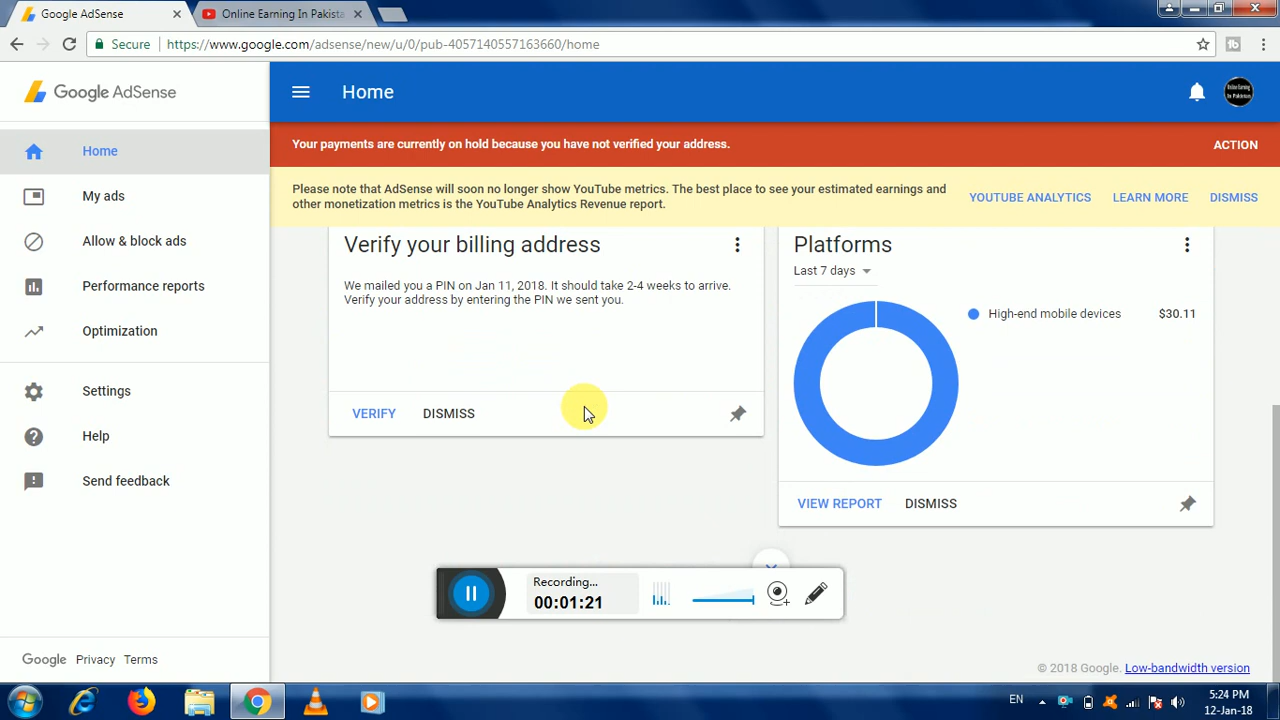 Google AdSense
Online Earning In Pakista
Secure
https://www.google.com/adsense/new/u/0/pub-4057140557163660/home
Google AdSense
Home
Home
My ads
Allow & block ads
Performance reports
Optimization
Settings
Help
Send feedback
Google Privacy Terms
Your payments are currently on hold because you have not verified your address.
ACTION
Please note that AdSense will soon no longer show YouTube metrics. The best place to see your estimated earnings and
other monetization metrics is the YouTube Analytics Revenue report.
YOUTUBE ANALYTICS
LEARN MORE
DISMISS
Verify your billing address
We mailed you a PIN on Jan 11, 2018. It should take 2-4 weeks to arrive.
Verify your address by entering the PIN we sent you.
VERIFY
DISMISS
Platforms
Last 7 days
High-end mobile devices
$30.11
VIEW REPORT
DISMISS
Recording...
00:01:21
© 2018 Google. Low-bandwidth version
EN
5:24 PM
12-Jan-18
Online Earning
In Pakistan